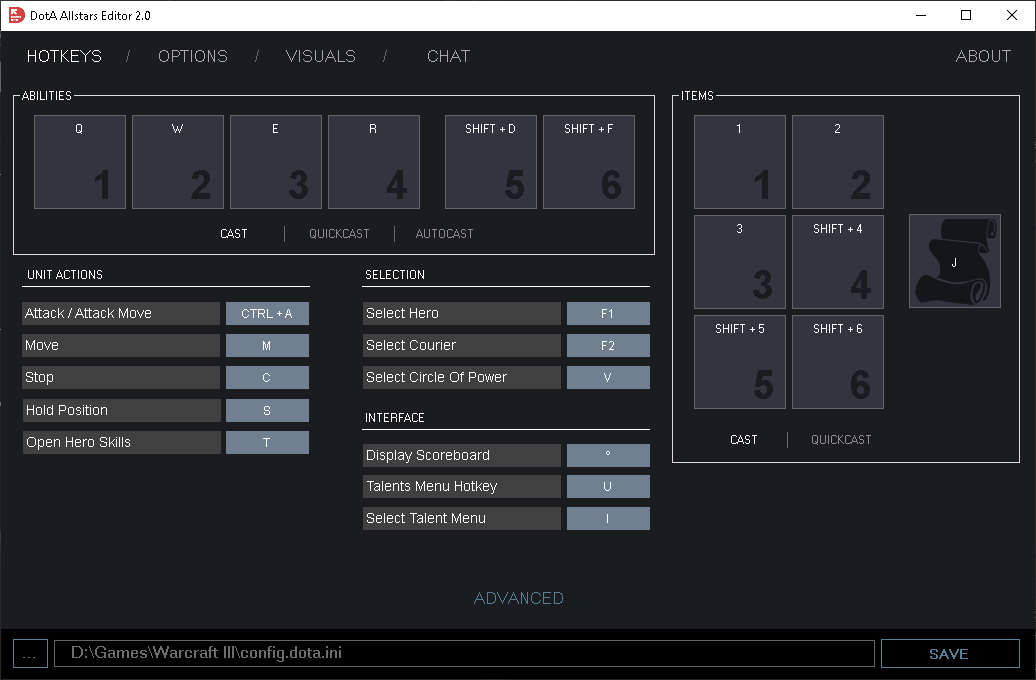 DotA Allstars Editor 2.0
HOTKEYS / OPTIONS / VISUALS / CHAT ABOUT
ABILITIES
Q W E R SHIFT + D SHIFT + F
1 2 3 4 5 6
CAST | QUICKCAST | AUTOCAST
UNIT ACTIONS
Attack / Attack Move CTRL + A
Move M
Stop C
Hold Position S
Open Hero Skills T
SELECTION
Select Hero F1
Select Courier F2
Select Circle Of Power V
INTERFACE
Display Scoreboard °
Talents Menu Hotkey U
Select Talent Menu I
ITEMS
1 2
1 2
3 SHIFT + 4
3 4
J
SHIFT + 5 SHIFT + 6
5 6
CAST | QUICKCAST
ADVANCED
... D:\Games\Warcraft III\config.dota.ini SAVE